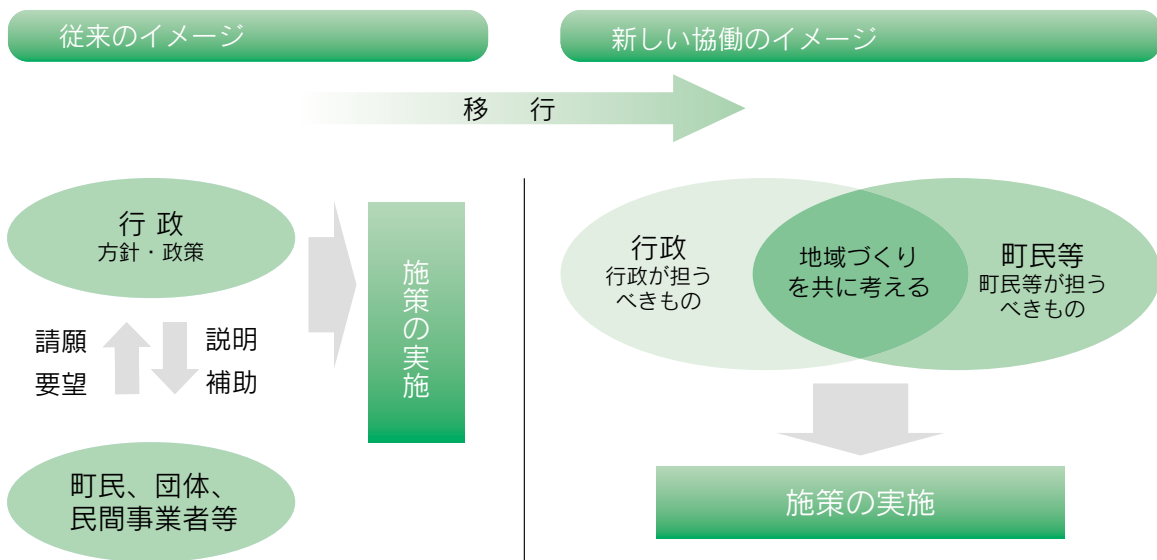 従来のイメージ
新しい協働のイメージ
移 行
行 政
方針・政策
請願
要望
説明
補助
町民、団体、
民間事業者等
施策の実施
行政
行政が担う
べきもの
地域づくり
を共に考える
町民等
町民等が担う
べきもの
施策の実施